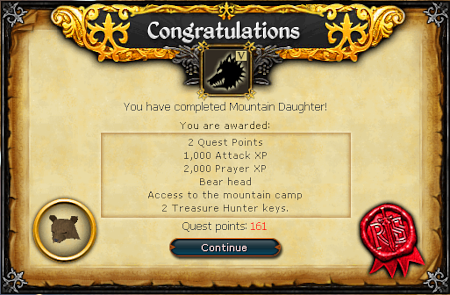 Congratulations
V
You have completed Mountain Daughter!
You are awarded:
2 Quest Points
1,000 Attack XP
2,000 Prayer XP
Bear head
Access to the mountain camp
2 Treasure Hunter keys.
Quest points: 161
Continue